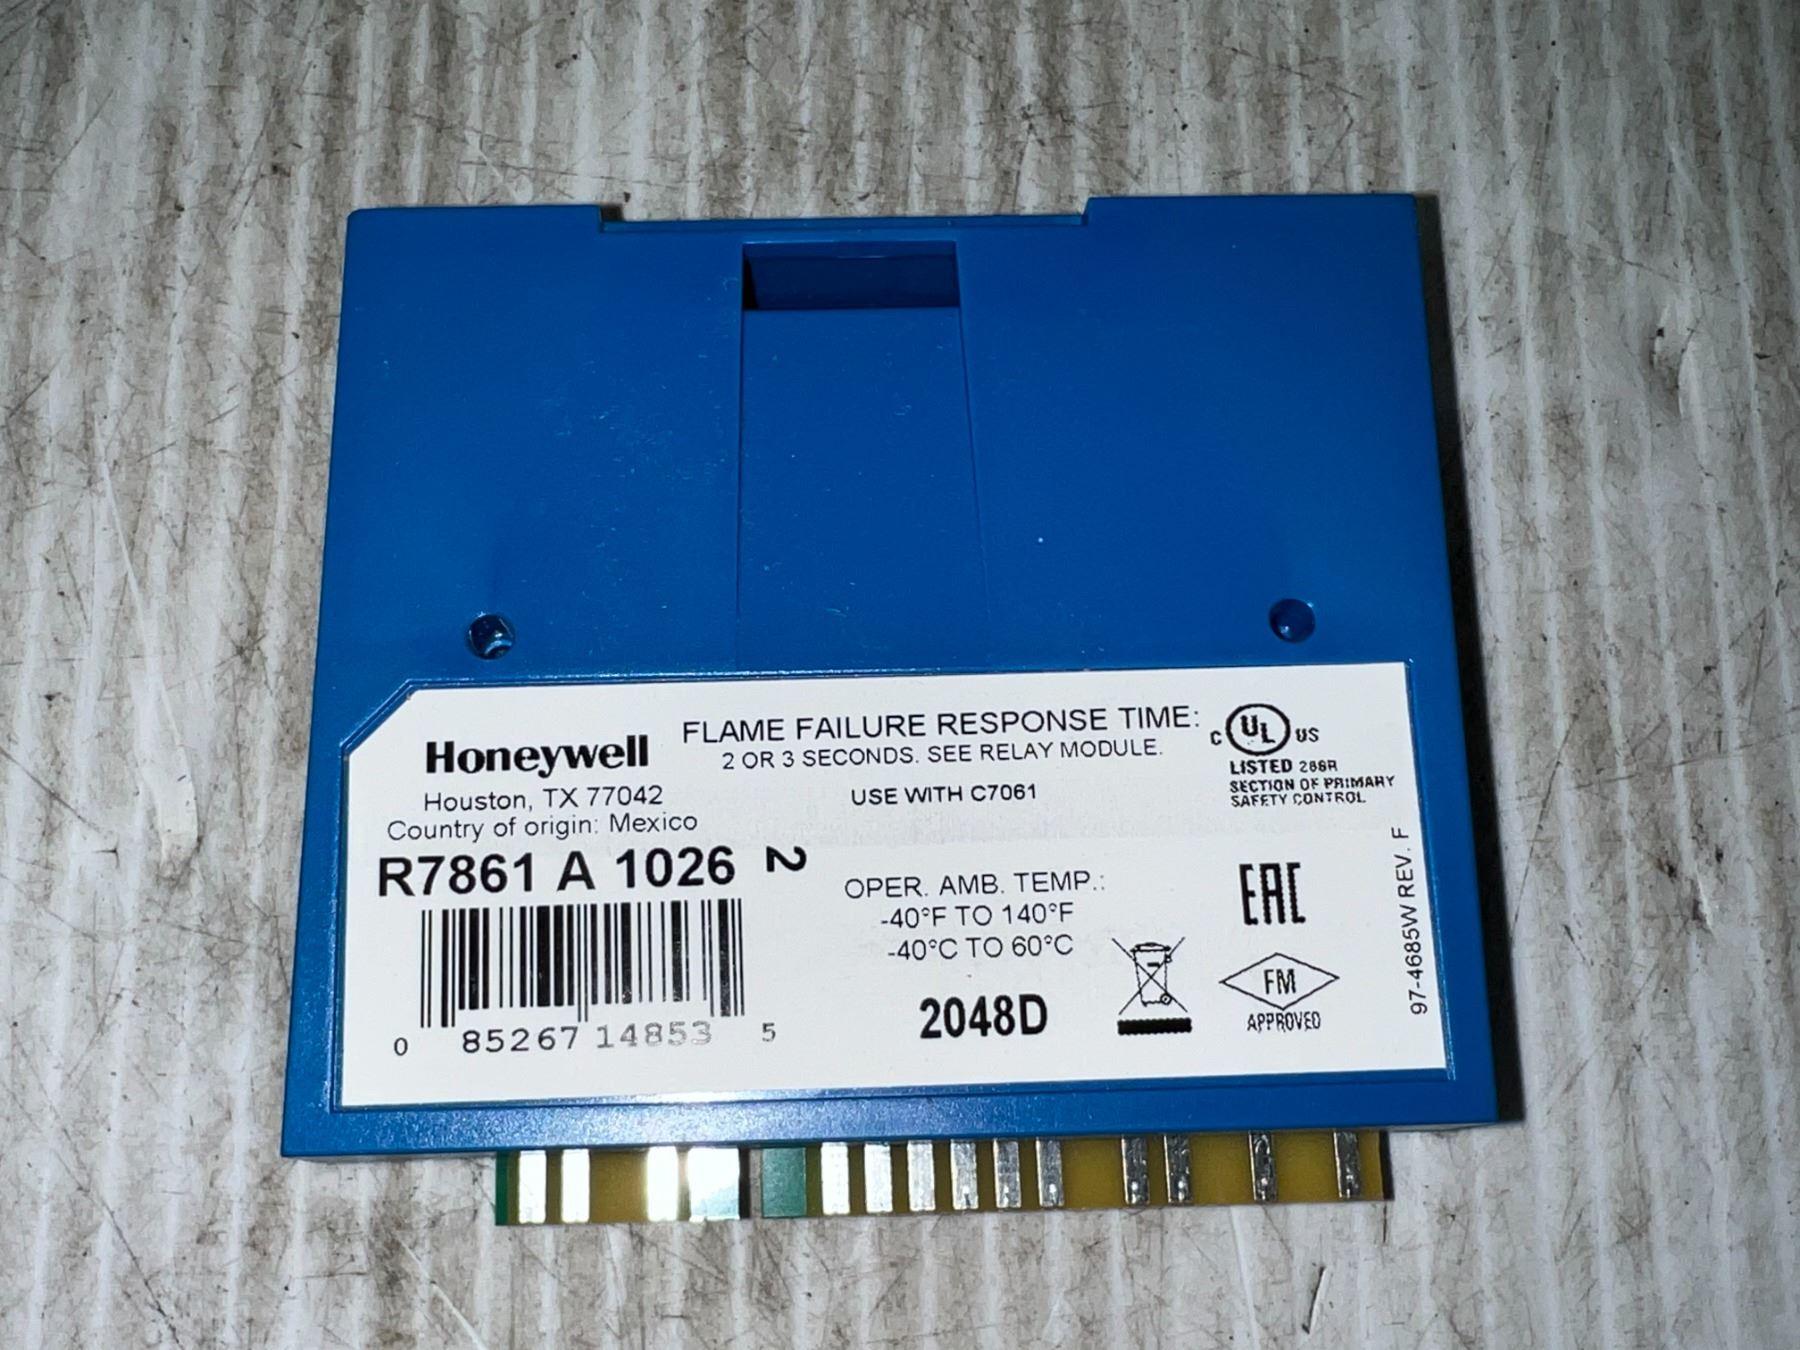 Honeywell
Houston, TX 77042
Country of origin: Mexico
R7861 A 1026 2
0 85267 14853 5
FLAME FAILURE RESPONSE TIME:
2 OR 3 SECONDS. SEE RELAY MODULE.
USE WITH C7061
OPER. AMB. TEMP.:
-40°F TO 140°F
-40°C TO 60°C
2048D
C UL US
LISTED 268R
SECTION OF PRIMARY
SAFETY CONTROL
EAC
FM
APPROVED
97-4685W REV. F